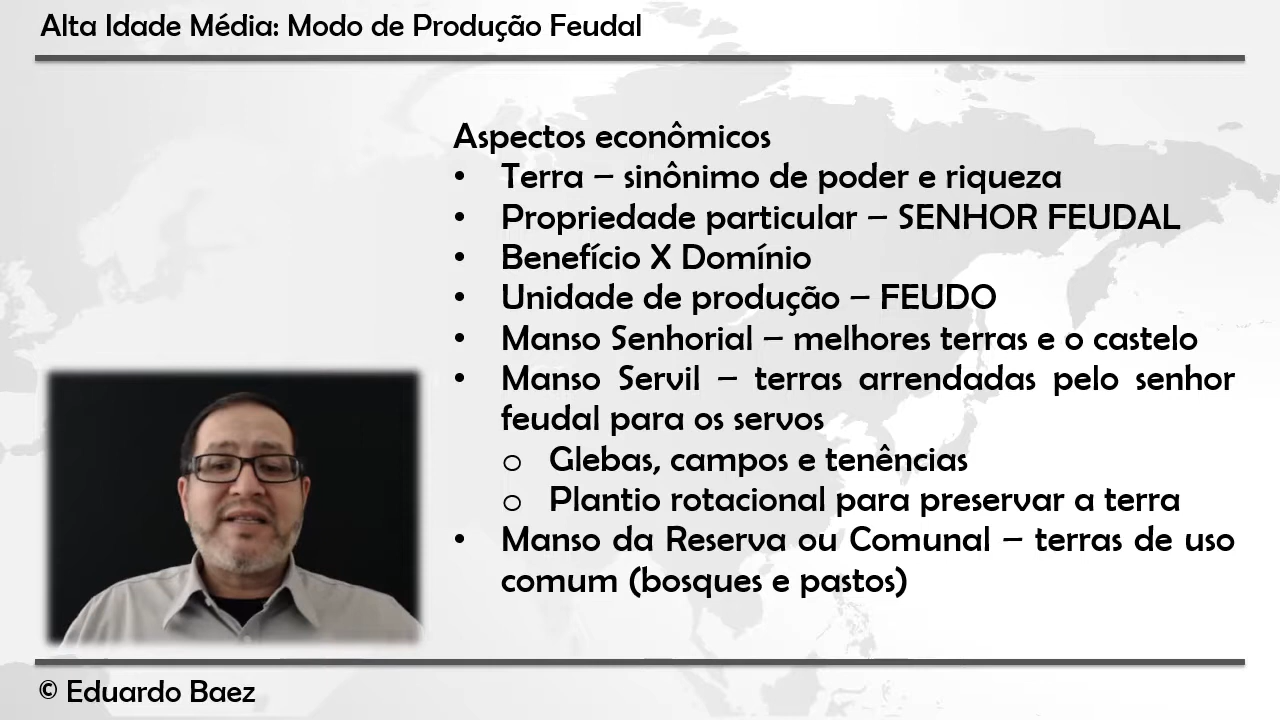 Alta Idade Média: Modo de Produção Feudal
Aspectos econômicos
• Terra – sinônimo de poder e riqueza
• Propriedade particular – SENHOR FEUDAL
• Benefício X Domínio
• Unidade de produção – FEUDO
• Manso Senhorial – melhores terras e o castelo
• Manso Servil – terras arrendadas pelo senhor
feudal para os servos
o Glebas, campos e tenências
o Plantio rotacional para preservar a terra
• Manso da Reserva ou Comunal – terras de uso
comum (bosques e pastos)
© Eduardo Baez